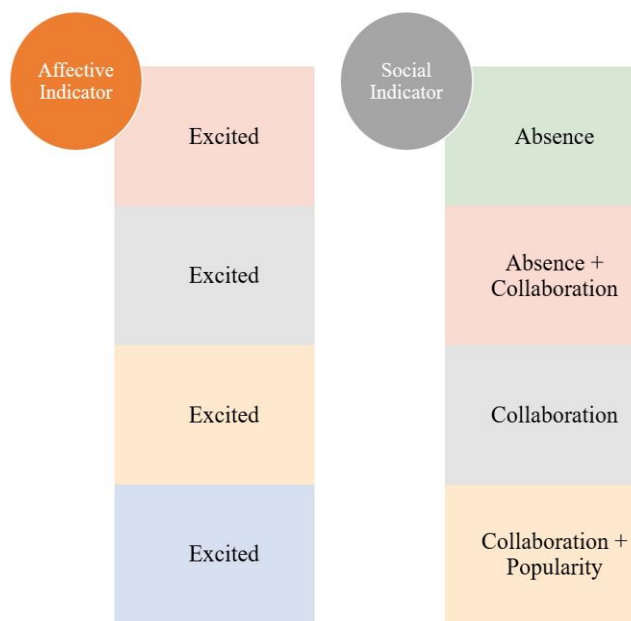 Affective
Indicator
Excited
Excited
Excited
Excited
Social
Indicator
Absence
Absence +
Collaboration
Collaboration
Collaboration +
Popularity